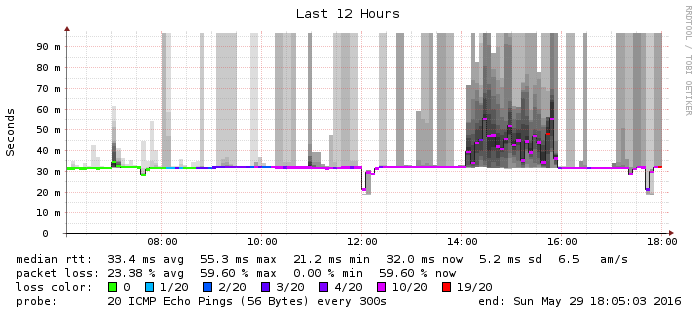 Last 12 Hours
RRDTOOL / TOBI OETIKER
Seconds
90 m
80 m
70 m
60 m
50 m
40 m
30 m
20 m
10 m
0
08:00 10:00 12:00 14:00 16:00 18:00
median rtt: 33.4 ms avg 55.3 ms max 21.2 ms min 32.0 ms now 5.2 ms sd 6.5 am/s
packet loss: 23.38 % avg 59.60 % max 0.00 % min 59.60 % now
loss color: 0 1/20 2/20 3/20 4/20 10/20 19/20
probe: 20 ICMP Echo Pings (56 Bytes) every 300s end: Sun May 29 18:05:03 2016